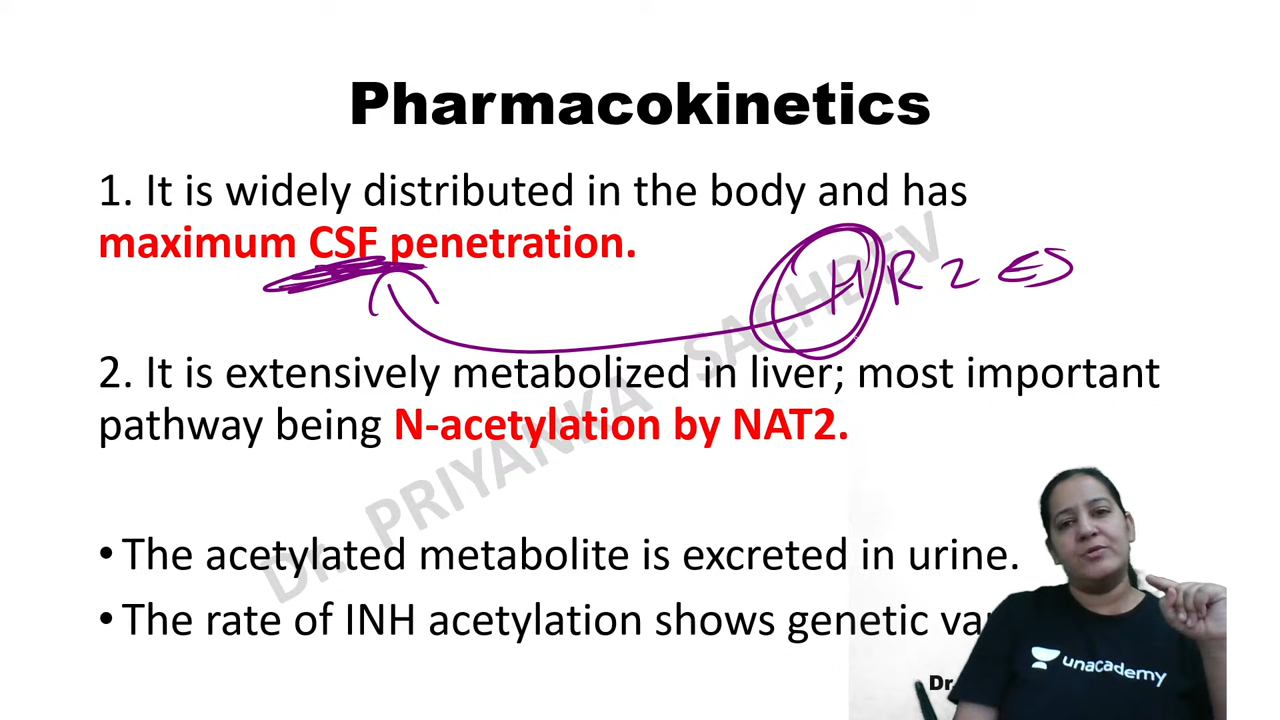 Pharmacokinetics
1. It is widely distributed in the body and has
maximum CSF penetration.
H R Z E S
2. It is extensively metabolized in liver; most important
pathway being N-acetylation by NAT2.
• The acetylated metabolite is excreted in urine.
• The rate of INH acetylation shows genetic
Dr. PRIYANKA SACHDEV
Dr.
unacademy